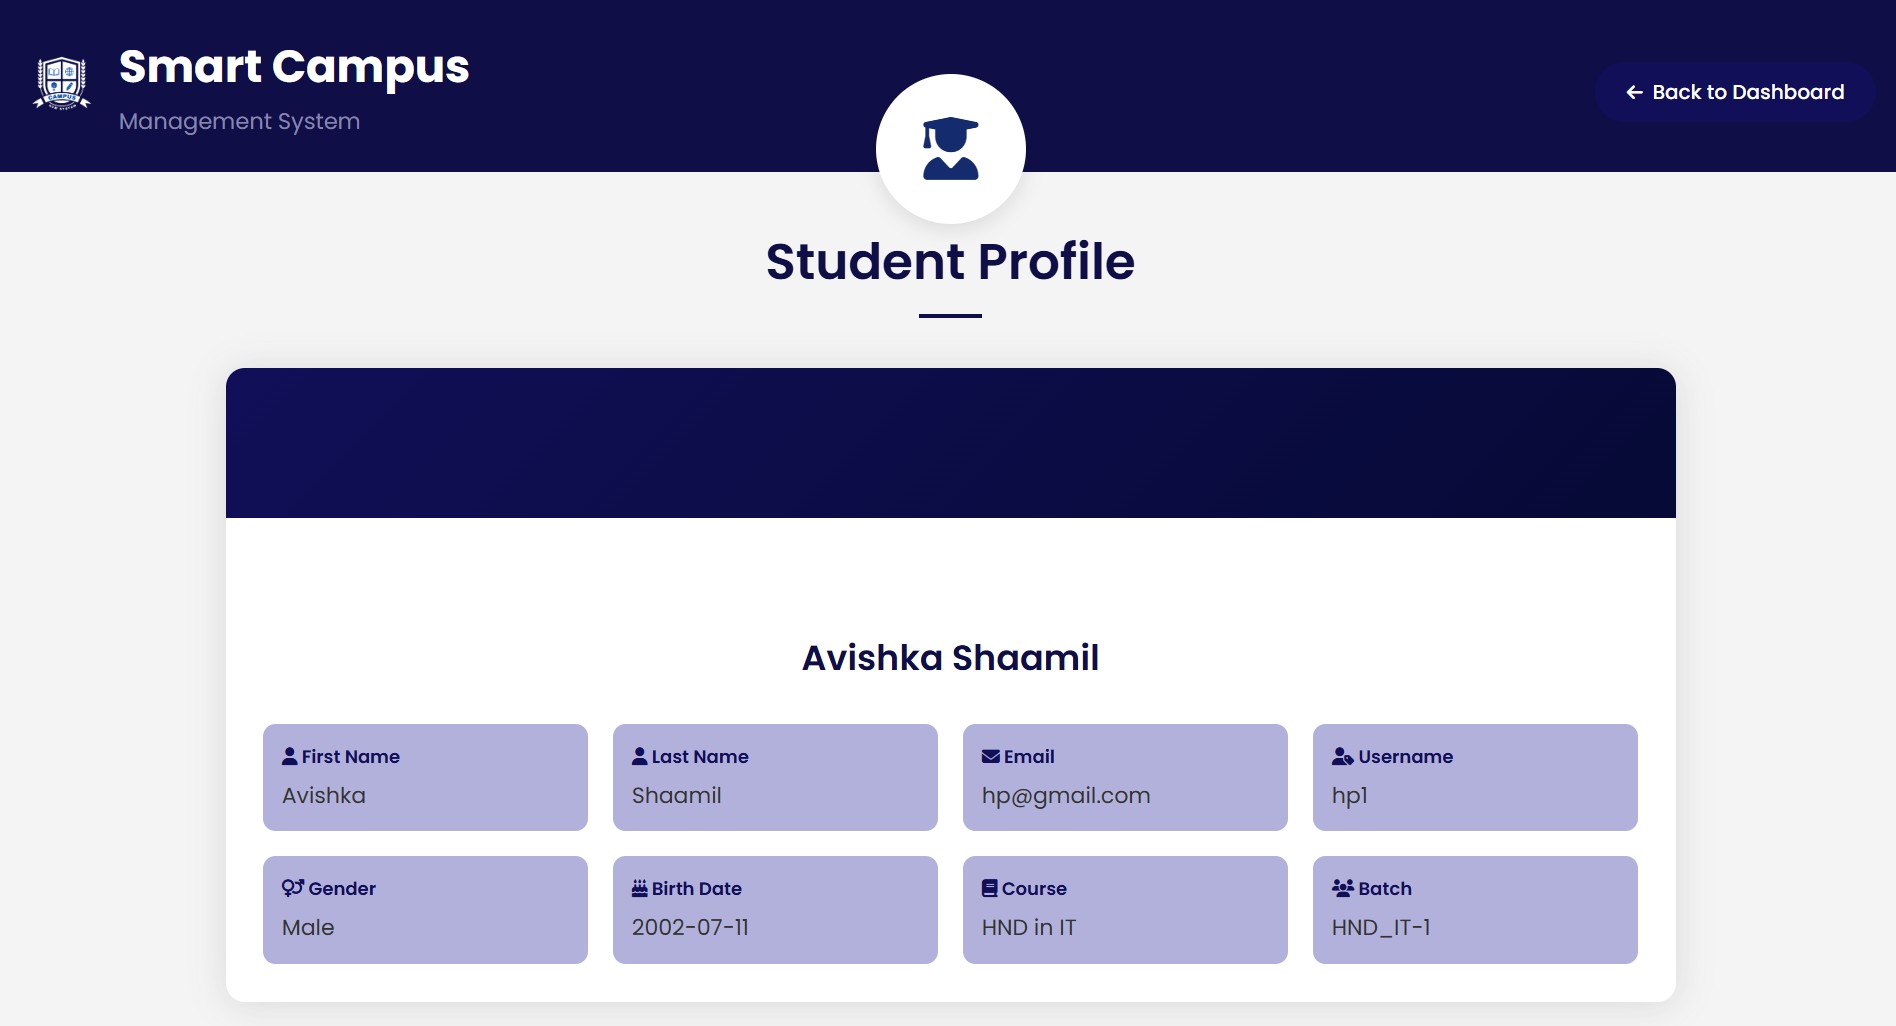 Smart Campus
Management System
← Back to Dashboard
CAMPUS
Student Profile
Avishka Shaamil
First Name
Avishka
Last Name
Shaamil
Email
hp@gmail.com
Username
hp1
Gender
Male
Birth Date
2002-07-11
Course
HND in IT
Batch
HND_IT-1